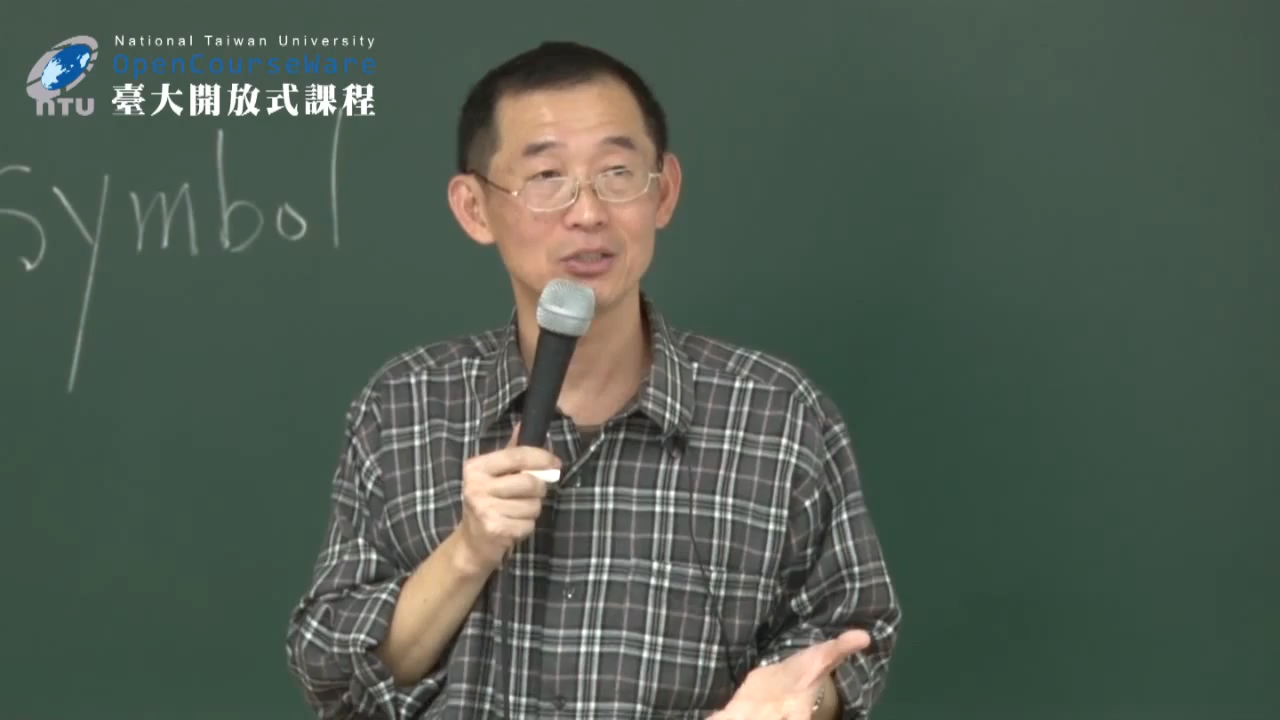 National Taiwan University
OpenCourseWare
臺大開放式課程
NTU
symbol